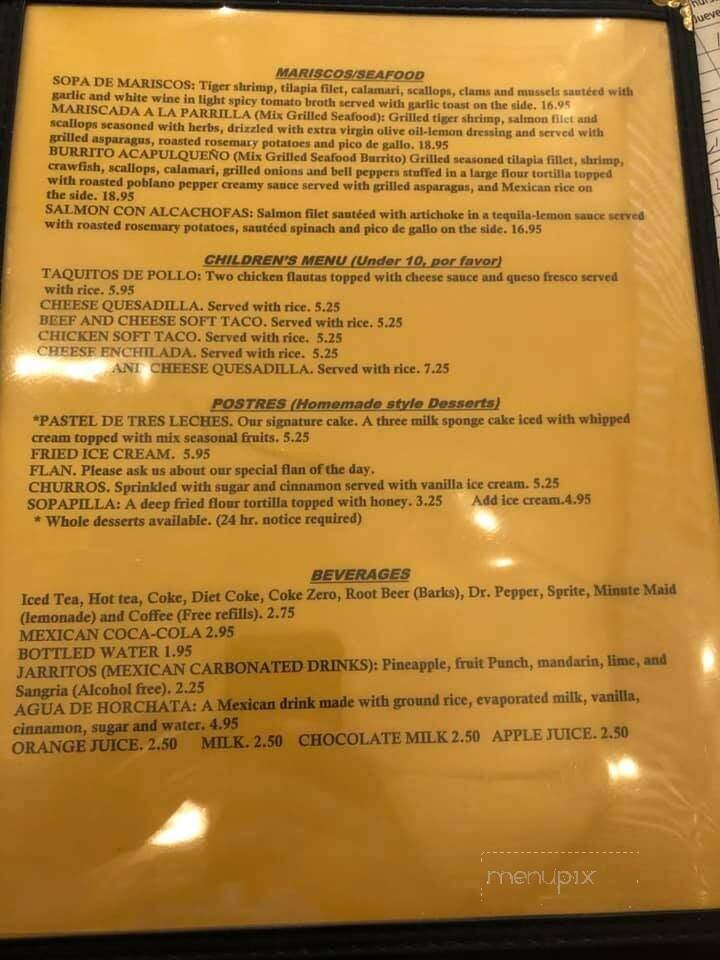 MARISCOS/SEAFOOD
SOPA DE MARISCOS: Tiger shrimp, tilapia filet, calamari, scallops, clams and mussels sautéed with
garlic and white wine in light spicy tomato broth served with garlic toast on the side. 16.95
MARISCADA A LA PARRILLA (Mix Grilled Seafood): Grilled tiger shrimp, salmon filet and
scallops seasoned with herbs, drizzled with extra virgin olive oil-lemon dressing and served with
grilled asparagus, roasted rosemary potatoes and pico de gallo. 18.95
BURRITO ACAPULQUEÑO (Mix Grilled Seafood Burrito) Grilled seasoned tilapia fillet, shrimp,
crawfish, scallops, calamari, grilled onions and bell peppers stuffed in a large flour tortilla topped
with roasted poblano pepper creamy sauce served with grilled asparagus, and Mexican rice on
the side. 18.95
SALMON CON ALCACHOFAS: Salmon filet sautéed with artichoke in a tequila-lemon sauce served
with roasted rosemary potatoes, sautéed spinach and pico de gallo on the side. 16.95
CHILDREN'S MENU (Under 10, por favor)
TAQUITOS DE POLLO: Two chicken flautas topped with cheese sauce and queso fresco served
with rice. 5.95
CHEESE QUESADILLA. Served with rice. 5.25
BEEF AND CHEESE SOFT TACO. Served with rice. 5.25
CHICKEN SOFT TACO. Served with rice. 5.25
CHEESE ENCHILADA. Served with rice. 5.25
AND CHEESE QUESADILLA. Served with rice. 7.25
POSTRES (Homemade style Desserts)
*PASTEL DE TRES LECHES. Our signature cake. A three milk sponge cake iced with whipped
cream topped with mix seasonal fruits. 5.25
FRIED ICE CREAM. 5.95
FLAN. Please ask us about our special flan of the day.
CHURROS. Sprinkled with sugar and cinnamon served with vanilla ice cream. 5.25
SOPAPILLA: A deep fried flour tortilla topped with honey. 3.25 Add ice cream.4.95
* Whole desserts available. (24 hr. notice required)
BEVERAGES
Iced Tea, Hot tea, Coke, Diet Coke, Coke Zero, Root Beer (Barks), Dr. Pepper, Sprite, Minute Maid
(lemonade) and Coffee (Free refills). 2.75
MEXICAN COCA-COLA 2.95
BOTTLED WATER 1.95
JARRITOS (MEXICAN CARBONATED DRINKS): Pineapple, fruit Punch, mandarin, lime, and
Sangria (Alcohol free). 2.25
AGUA DE HORCHATA: A Mexican drink made with ground rice, evaporated milk, vanilla,
cinnamon, sugar and water. 4.95
ORANGE JUICE. 2.50 MILK. 2.50 CHOCOLATE MILK 2.50 APPLE JUICE. 2.50
menupix